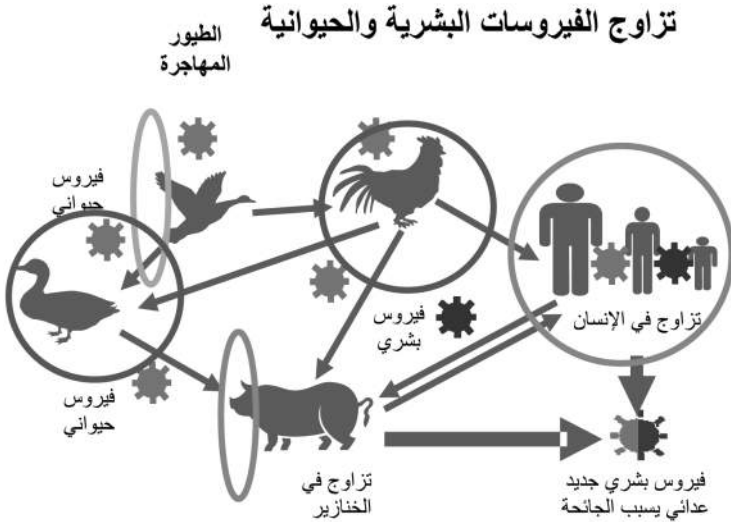 تزاوج الفيروسات البشرية والحيوانية
الطيور
المهاجرة
فيروس
حيواني
فيروس
بشري
تزاوج في الإنسان
فيروس
حيواني
تزاوج في
الخنازير
فيروس بشري جديد
عدائي يسبب الجائحة